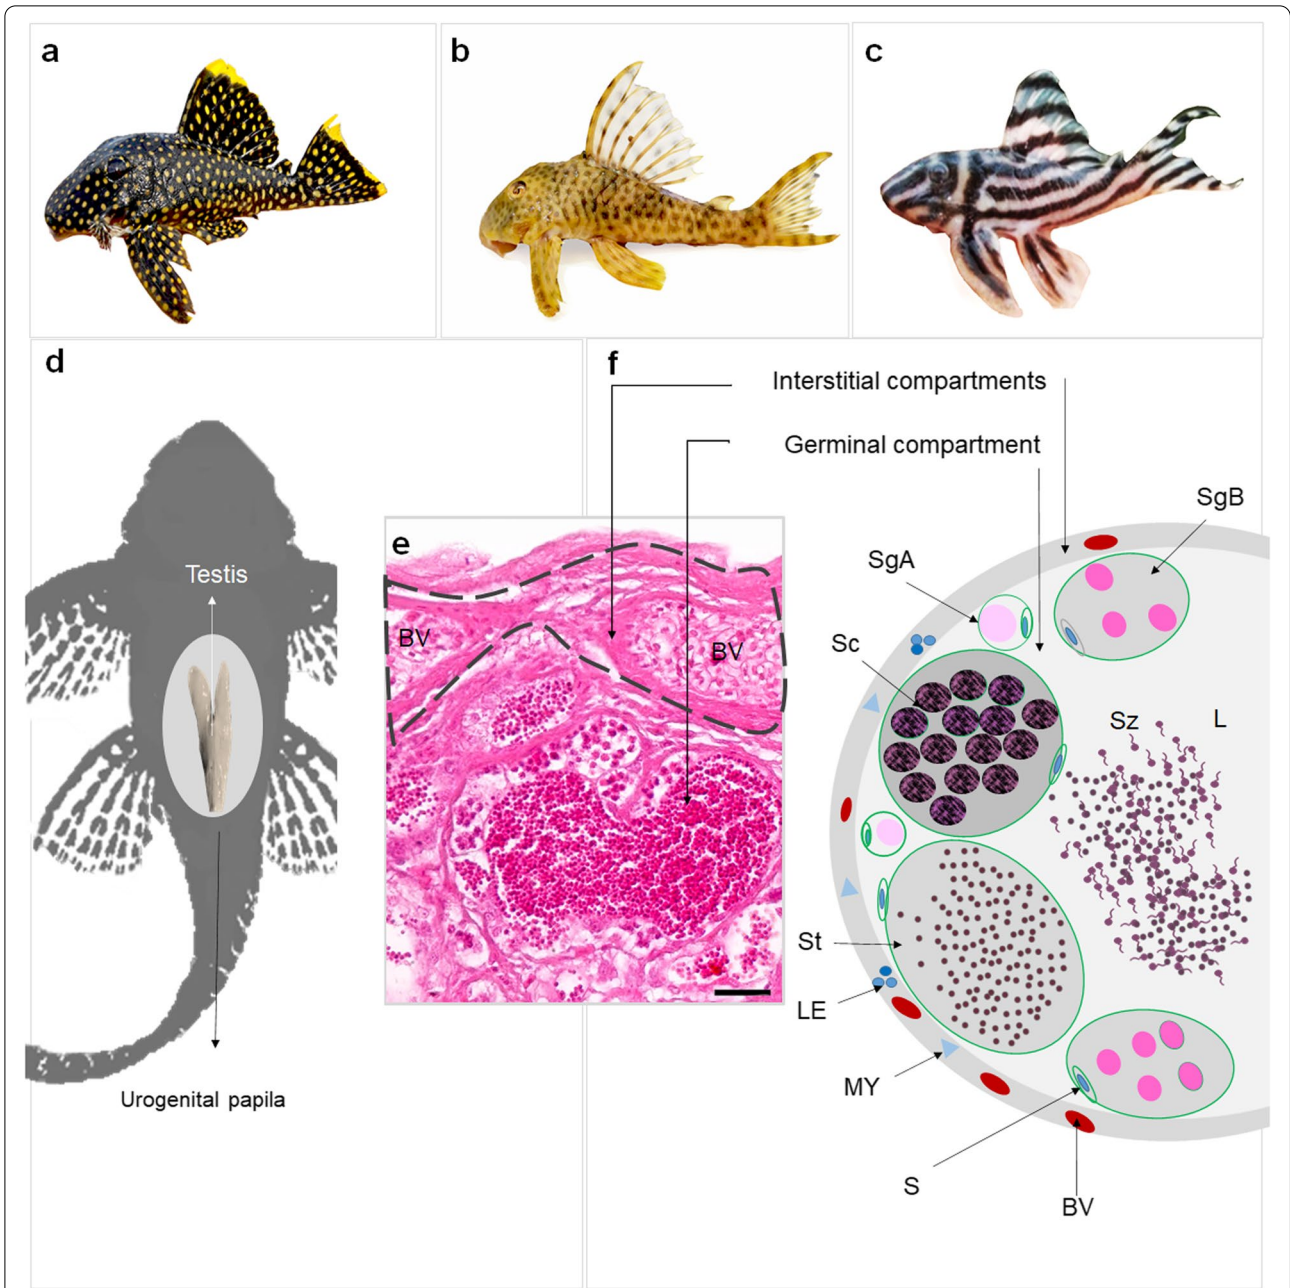 a
b
c
d
f
Interstitial compartments
Germinal compartment
SgB
e
SgA
Testis
BV
BV
Sc
Sz
L
St
LE
Urogenital papila
MY
S
BV